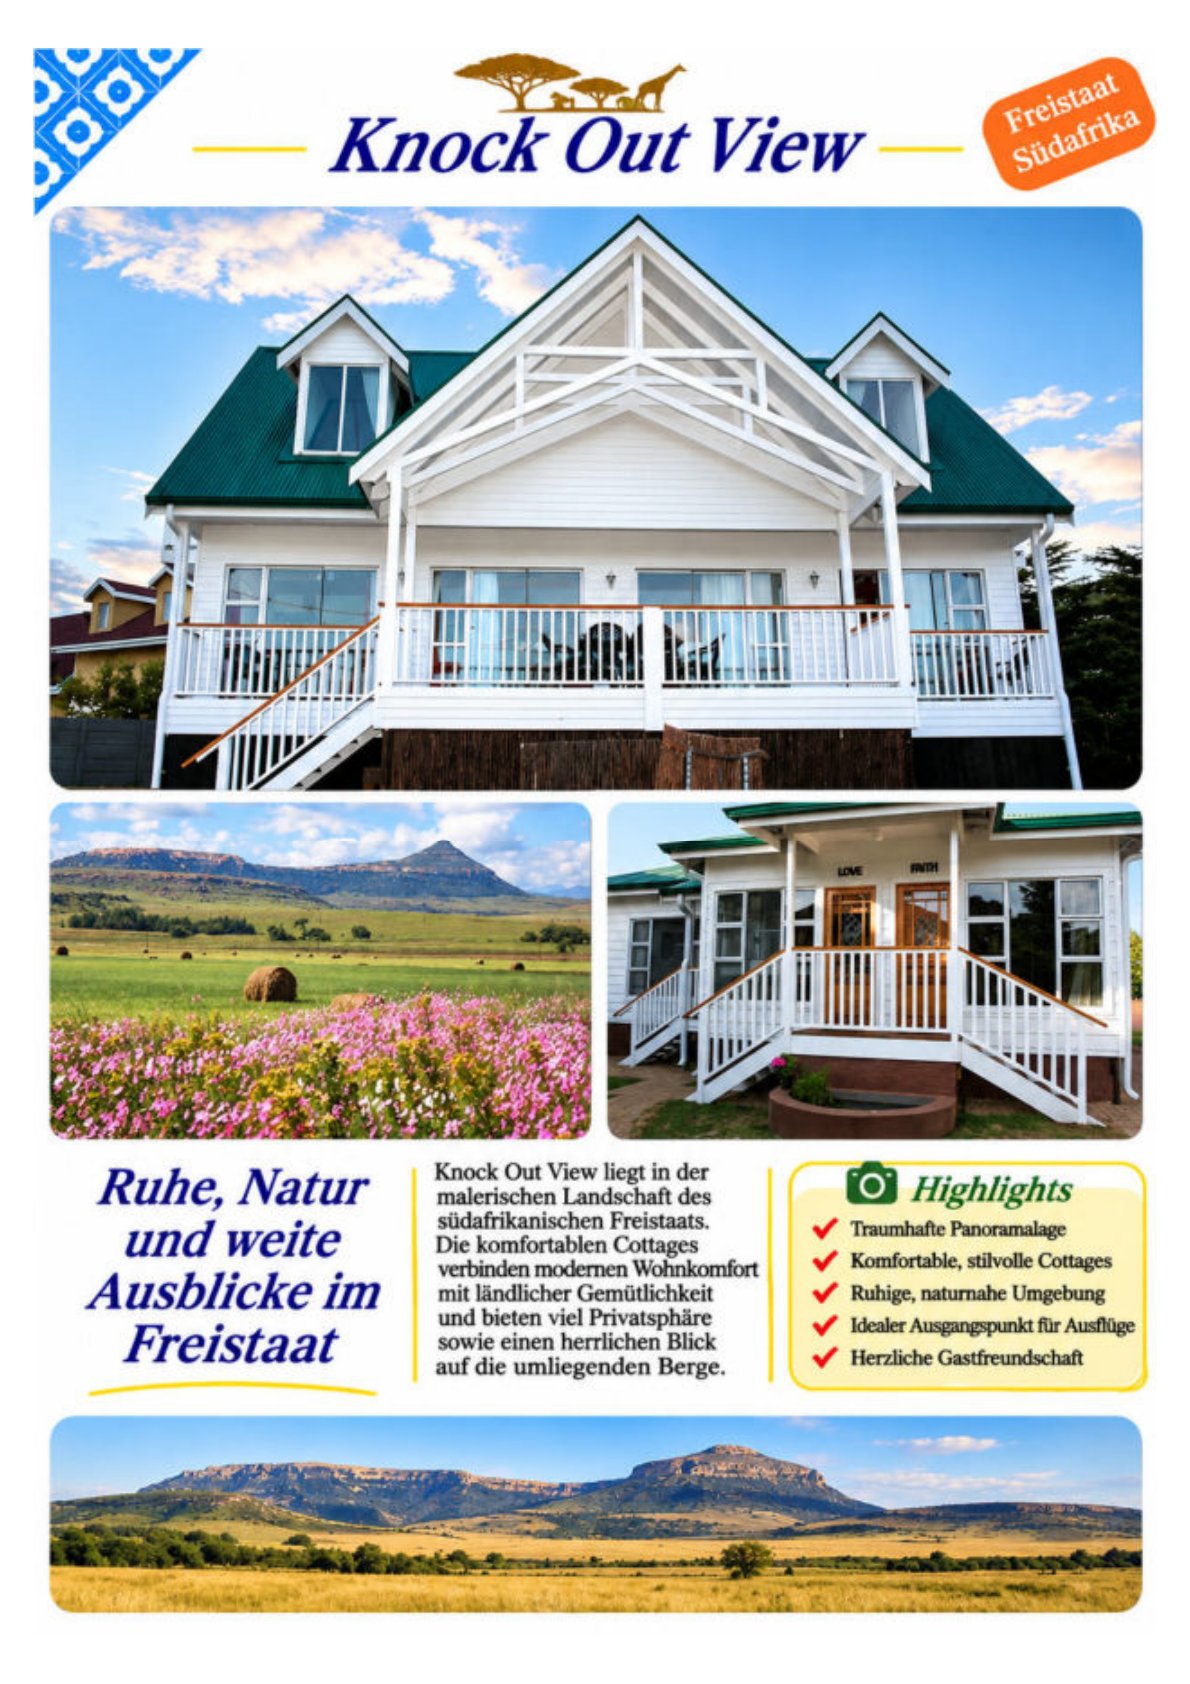 Knock Out View
Freistaat
Südafrika
LOVE
FAITH
Ruhe, Natur
und weite
Ausblicke im
Freistaat
Knock Out View liegt in der
malerischen Landschaft des
südafrikanischen Freistaats.
Die komfortablen Cottages
verbinden modernen Wohnkomfort
mit ländlicher Gemütlichkeit
und bieten viel Privatsphäre
sowie einen herrlichen Blick
auf die umliegenden Berge.
Highlights
Traumhafte Panoramalage
Komfortable, stilvolle Cottages
Ruhige, naturnahe Umgebung
Idealer Ausgangspunkt für Ausflüge
Herzliche Gastfreundschaft